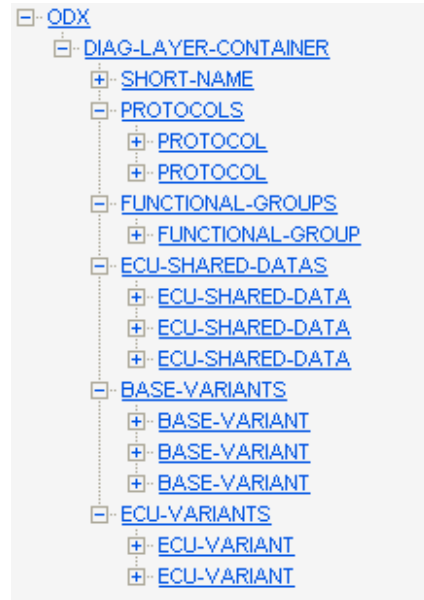 ODX
DIAG-LAYER-CONTAINER
SHORT-NAME
PROTOCOLS
PROTOCOL
PROTOCOL
FUNCTIONAL-GROUPS
FUNCTIONAL-GROUP
ECU-SHARED-DATAS
ECU-SHARED-DATA
ECU-SHARED-DATA
ECU-SHARED-DATA
BASE-VARIANTS
BASE-VARIANT
BASE-VARIANT
BASE-VARIANT
ECU-VARIANTS
ECU-VARIANT
ECU-VARIANT